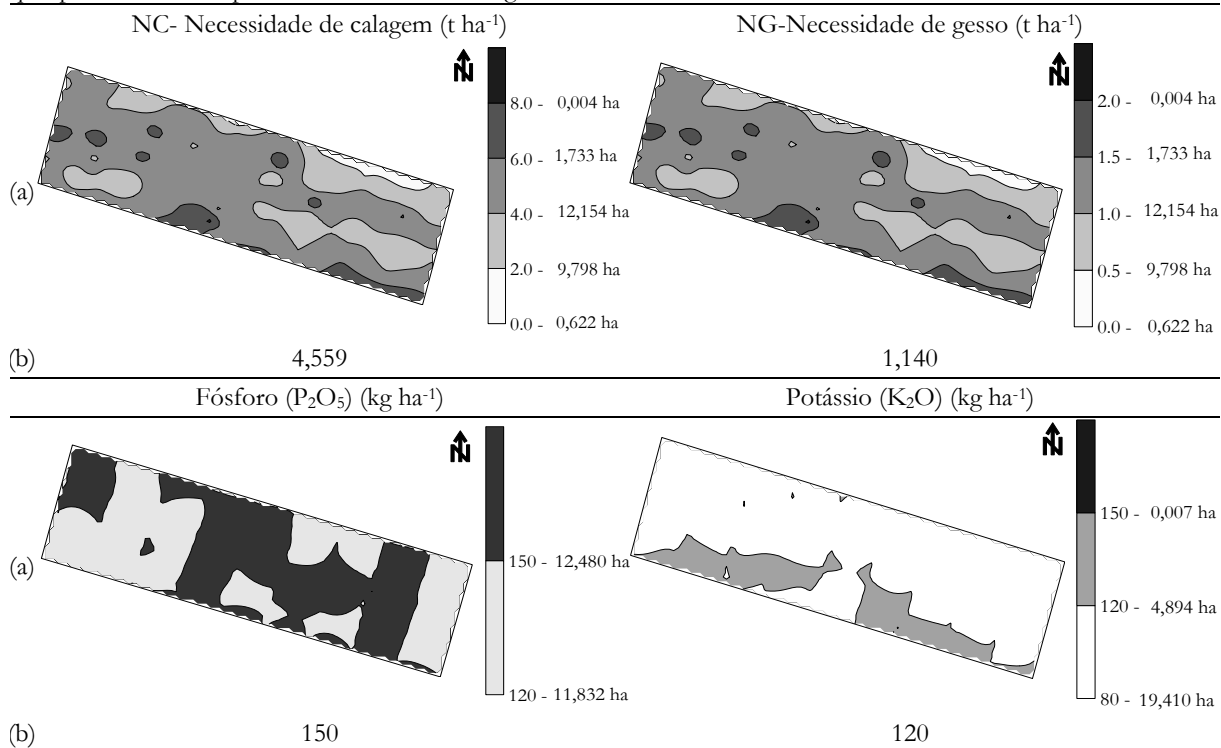 NC- Necessidade de calagem (t ha⁻¹) NG-Necessidade de gesso (t ha⁻¹)
N N
8.0 - 0,004 ha 2.0 - 0,004 ha
6.0 - 1,733 ha 1.5 - 1,733 ha
(a)
4.0 - 12,154 ha 1.0 - 12,154 ha
2.0 - 9,798 ha 0.5 - 9,798 ha
0.0 - 0,622 ha 0.0 - 0,622 ha
(b) 4,559 1,140
Fósforo (P₂O₅) (kg ha⁻¹) Potássio (K₂O) (kg ha⁻¹)
N N
150 - 0,007 ha
(a) 150 - 12,480 ha
120 - 4,894 ha
120 - 11,832 ha 80 - 19,410 ha
(b) 150 120